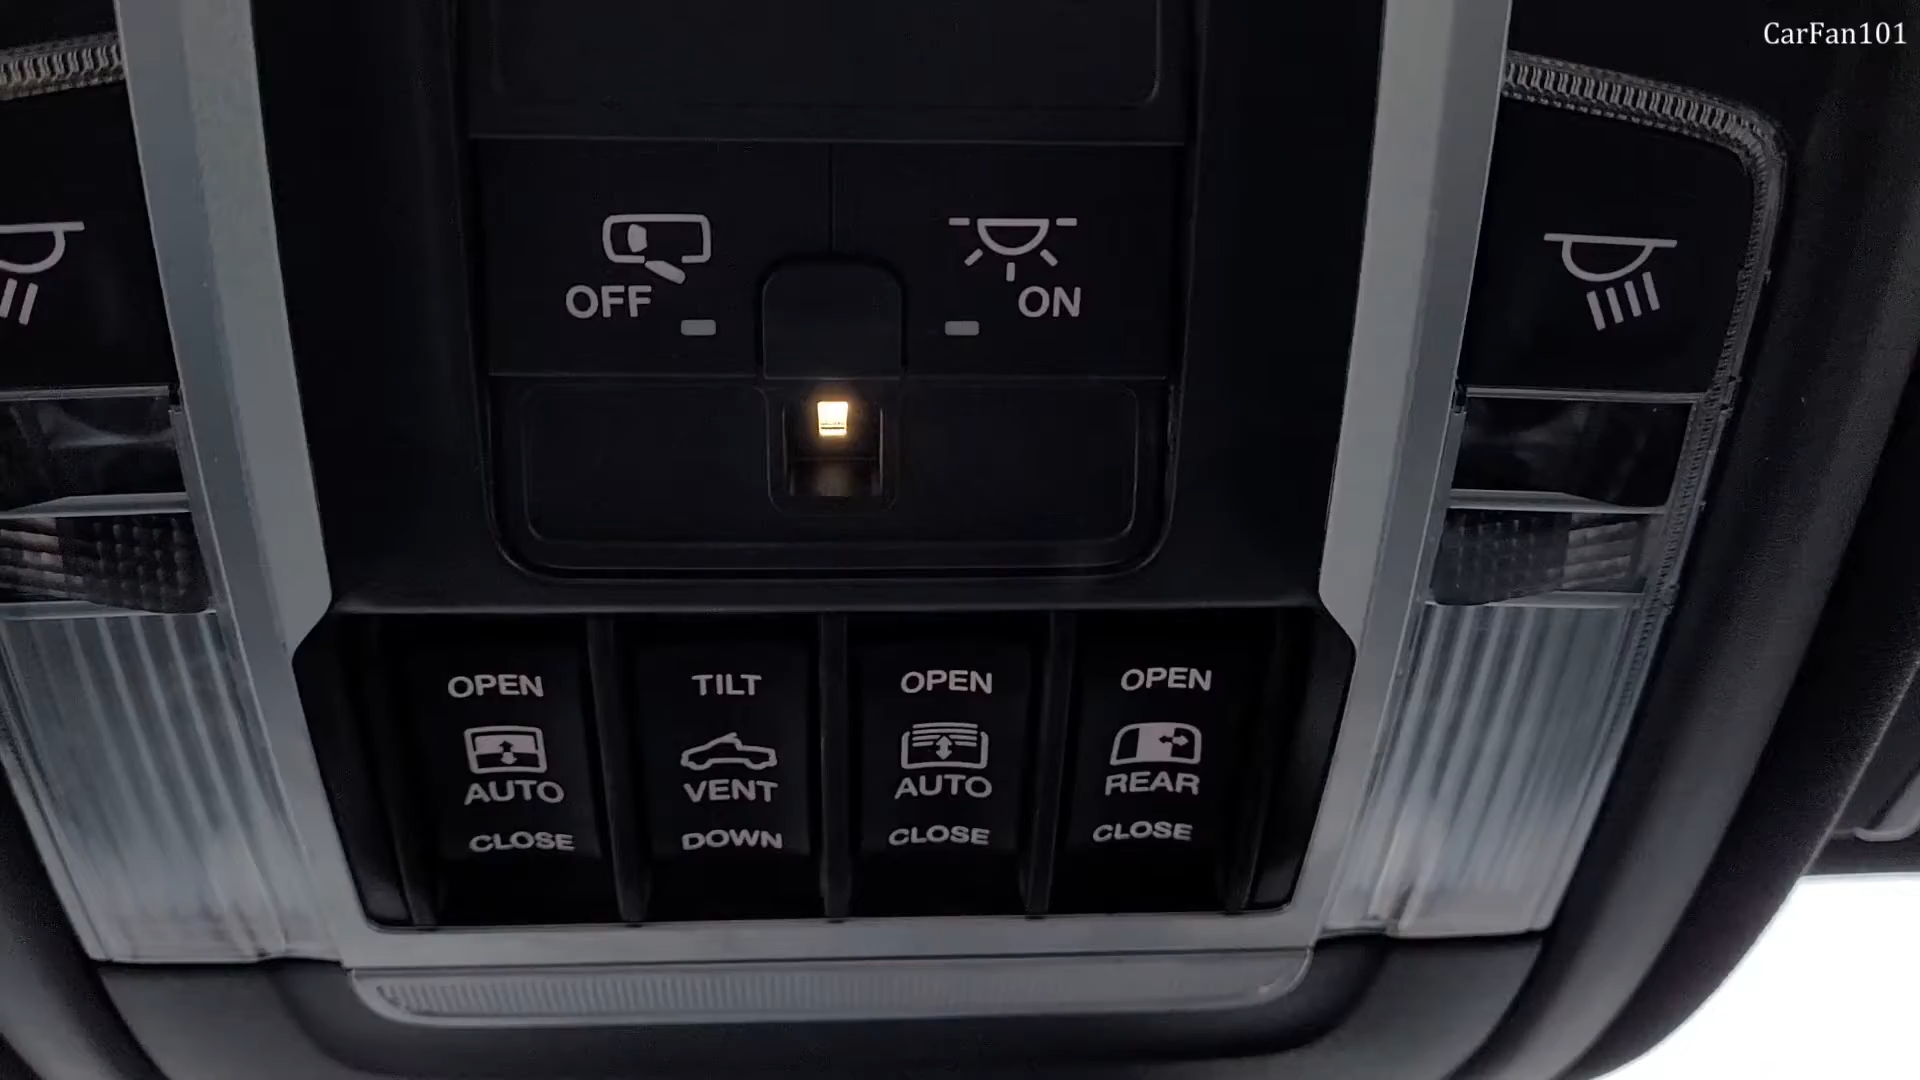 CarFan101
OFF
ON
OPEN TILT OPEN OPEN
AUTO VENT AUTO REAR
CLOSE DOWN CLOSE CLOSE